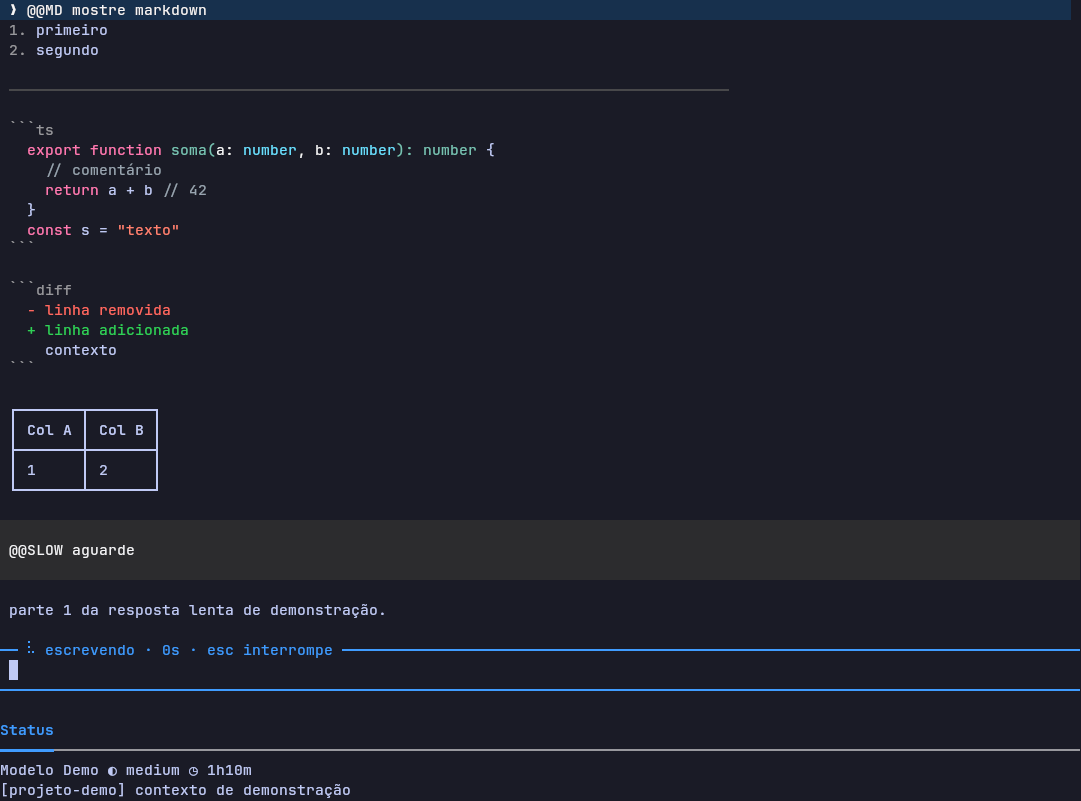 ❯ @@MD mostre markdown
1. primeiro
2. segundo
```ts
export function soma(a: number, b: number): number {
// comentário
return a + b // 42
}
const s = "texto"
```
```diff
- linha removida
+ linha adicionada
contexto
```
Col A Col B
1 2
@@SLOW aguarde
parte 1 da resposta lenta de demonstração.
escrevendo · 0s · esc interrompe
Status
Modelo Demo ◐ medium ◷ 1h10m
[projeto-demo] contexto de demonstração